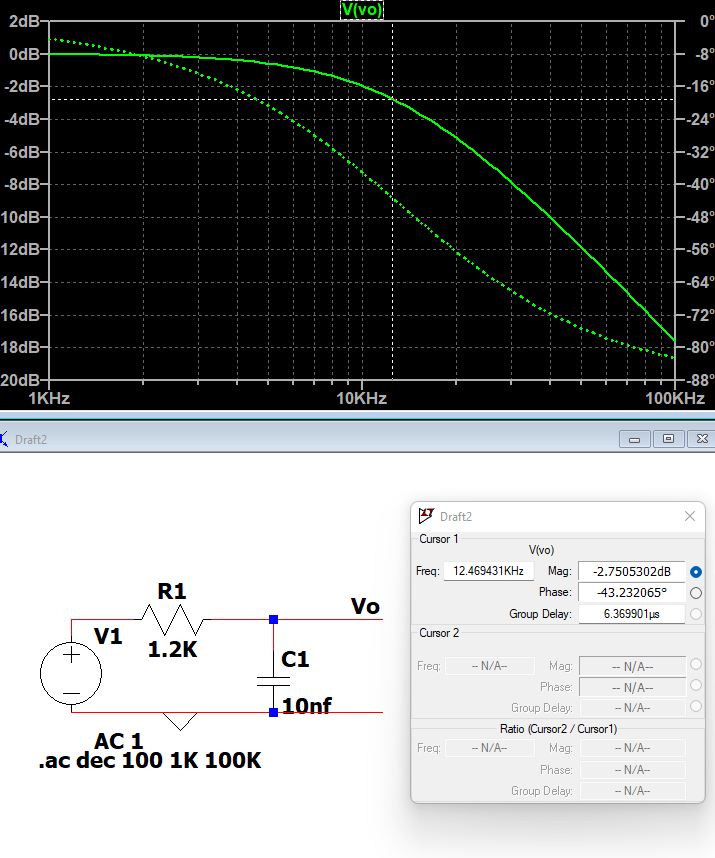 V(vo)
2dB
0dB
-2dB
-4dB
-6dB
-8dB
10dB
12dB
14dB
16dB
18dB
20dB
0°
-8°
-16°
-24°
-32°
-40°
-48°
-56°
-64°
-72°
-80°
-88°
1KHz 10KHz 100KHz
Draft2
Draft2
Cursor 1
V(vo)
Freq: 12.469431KHz Mag: -2.7505302dB
Phase: -43.232065°
Group Delay: 6.369901µs
Cursor 2
Freq: -- N/A-- Mag: -- N/A--
Phase: -- N/A--
Group Delay: -- N/A--
Ratio (Cursor2 / Cursor1)
Freq: -- N/A-- Mag: -- N/A--
Phase: -- N/A--
Group Delay: -- N/A--
R1
Vo
V1
1.2K
C1
10nf
AC 1
.ac dec 100 1K 100K